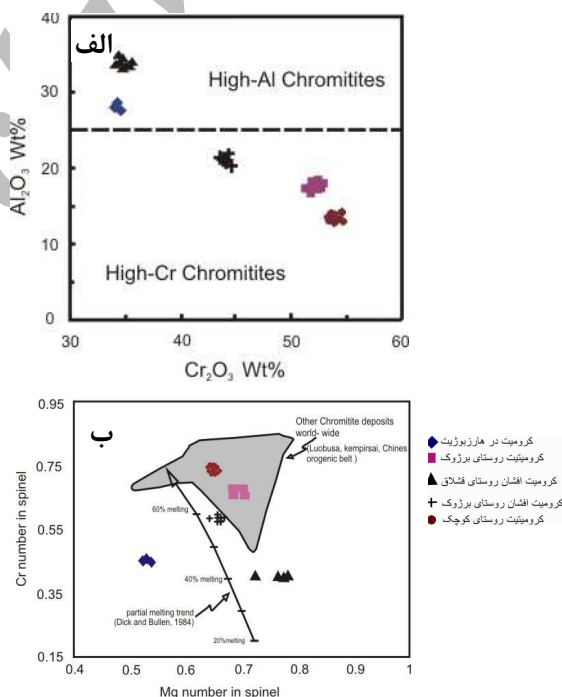 الف
40
30
20
10
0
Al₂O₃ Wt%
High-Al Chromitites
High-Cr Chromitites
30
40
50
60
Cr₂O₃ Wt%
ب
0.95
0.75
0.55
0.35
0.15
Cr number in spinel
Other Chromitite deposits
world- wide
(Luobusa, kempirsai, Chines
orogenic belt )
60% melting
40% melting
partial melting trend
(Dick and Bullen, 1984)
20%melting
0.4
0.5
0.6
0.7
0.8
0.9
1
Mg number in spinel
کرومیت در هارزبوژیت
کرومیتیت روستای برژوک
کرومیت افشان روستای قشلاق
کرومیت افشان روستای برژوک
کرومیتیت روستای کوچک